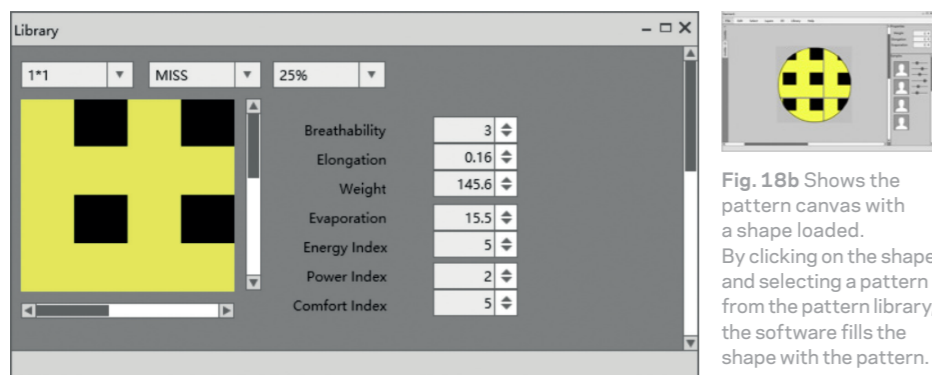 Library
1*1
MISS
25%
Breathability 3
Elongation 0.16
Weight 145.6
Evaporation 15.5
Energy Index 5
Power Index 2
Comfort Index 5
Fig. 18b Shows the
pattern canvas with
a shape loaded.
By clicking on the shape
and selecting a pattern
from the pattern library,
the software fills the
shape with the pattern.